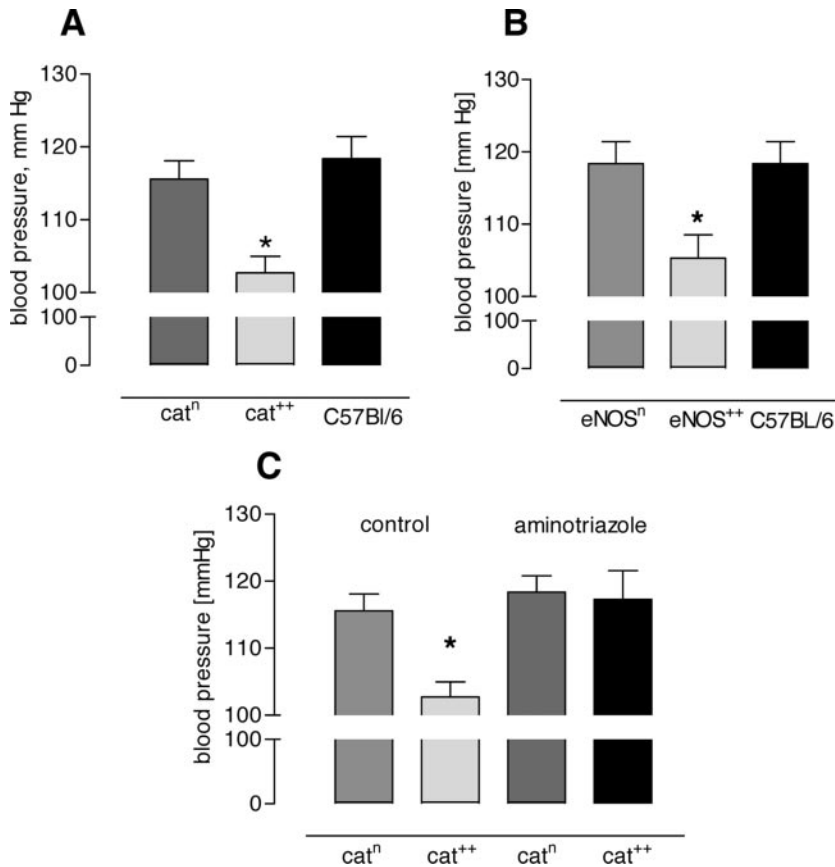 A
blood pressure, mm Hg
130
120
110
100
100
0
*
catⁿ cat⁺⁺ C57Bl/6
B
blood pressure [mm Hg]
130
120
110
100
100
0
*
eNOSⁿ eNOS⁺⁺ C57BL/6
C
blood pressure [mmHg]
130
120
110
100
100
0
control aminotriazole
*
catⁿ cat⁺⁺ catⁿ cat⁺⁺